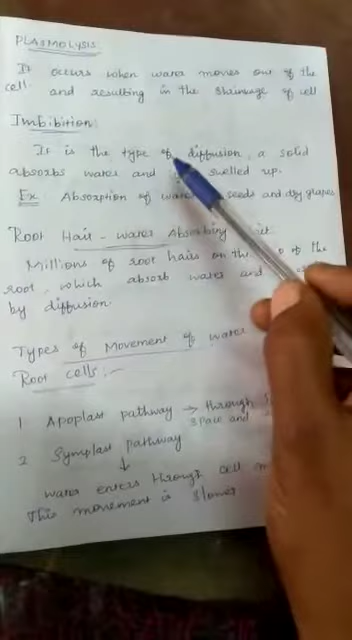 PLASMOLYSIS
It occurs when water moves out of the
cell and resulting in the shrinkage of cell
Imbibition:
It is the type of diffusion, a solid
absorbs water and swelled up.
Ex Absorption of water seeds and dry grapes
Root Hair - water Absorbing
Millions of root hairs on the of the
root, which absorb water and
by diffusion.
Types of Movement of water
Root cells:-
1 Apoplast pathway → through
space and
2 Symplast pathway
↓
water enters through cell
This movement is slower